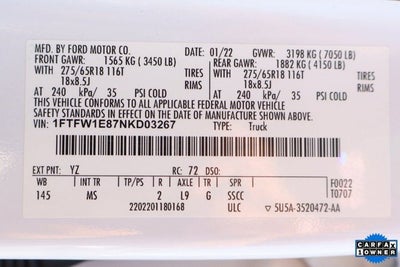 MFD. BY FORD MOTOR CO.
DATE: 01/22 GVWR: 3198 KG ( 7050 LB)
FRONT GAWR: 1565 KG ( 3450 LB) REAR GAWR: 1882 KG ( 4150 LB)
WITH 275/65R18 116T TIRES WITH 275/65R18 116T TIRES
18x8.5J RIMS 18x8.5J RIMS
AT 240 kPa/ 35 PSI COLD AT 240 kPa/ 35 PSI COLD
THIS VEHICLE CONFORMS TO ALL APPLICABLE FEDERAL MOTOR VEHICLE
SAFETY STANDARDS IN EFFECT ON THE DATE OF MANUFACTURE SHOWN ABOVE.
VIN: 1FTFW1E87NKD03267 TYPE: Truck
EXT PNT: YZ RC: 72 DSO:
WB INT TR TP/PS R AXLE TR SPR F0022
145 MS 2 L9 G SSCC T0707
2202201180168 ULC ▽ 5U5A-3520472-AA
CARFAX
1 OWNER